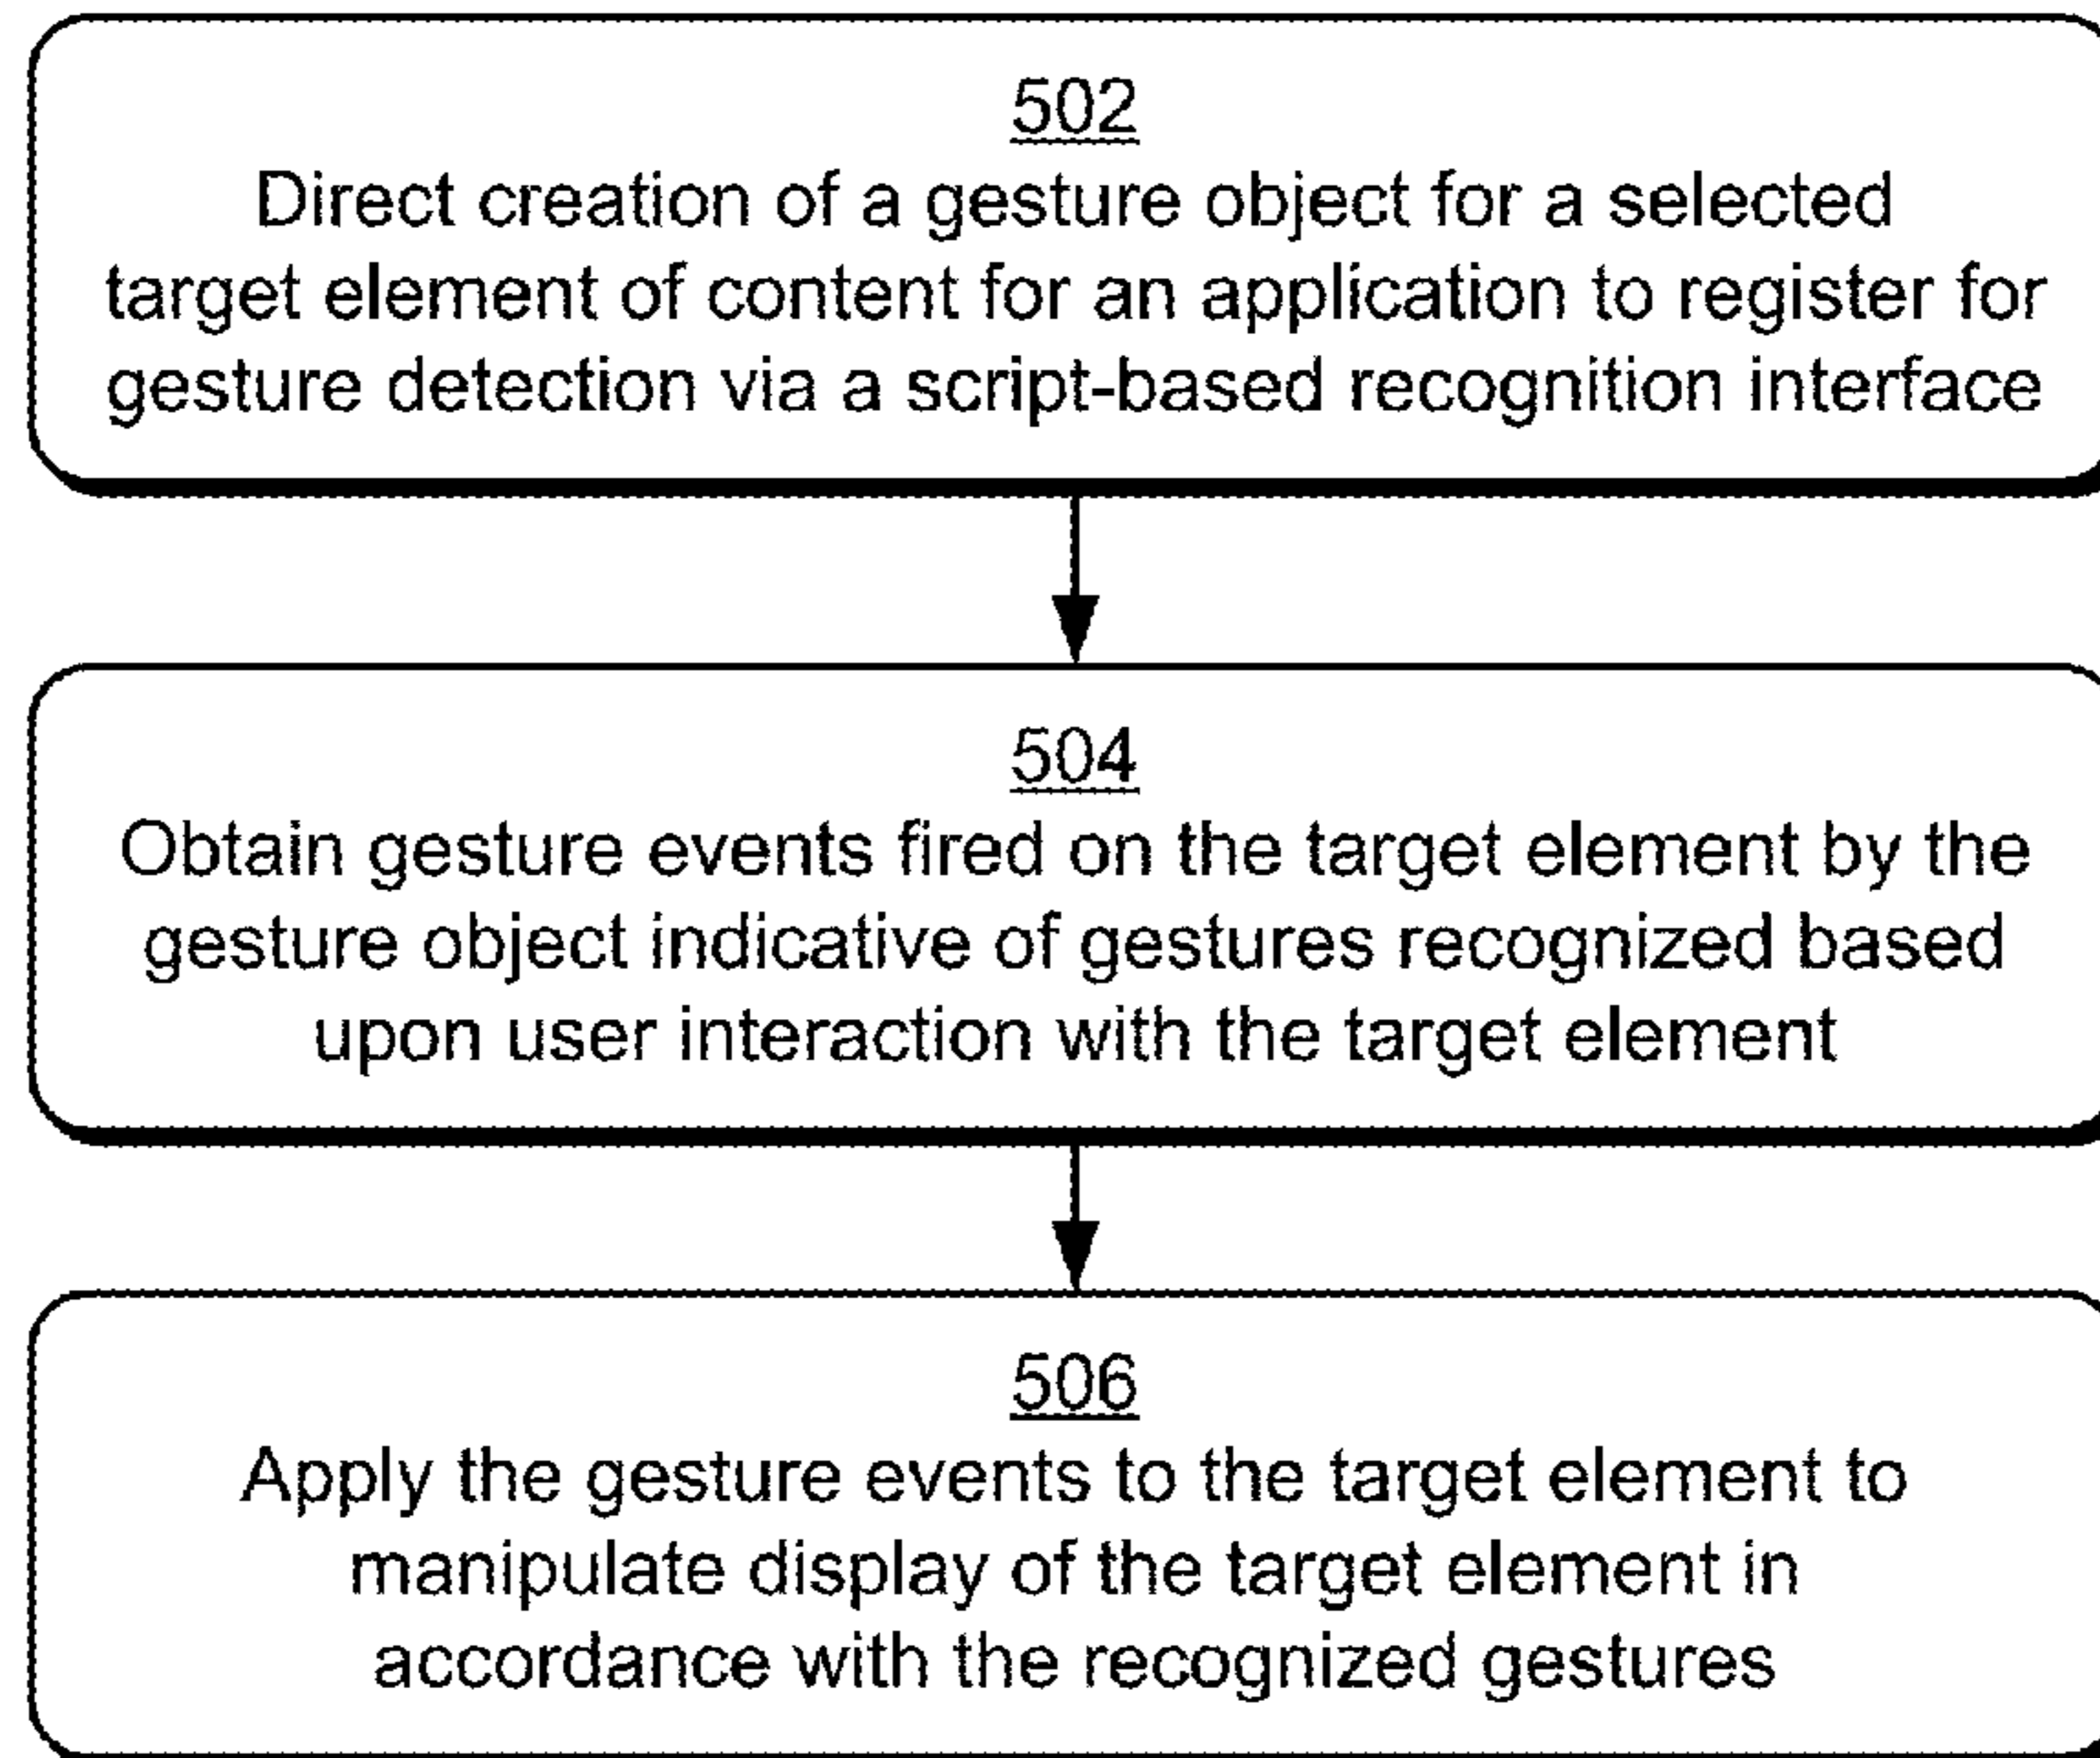 502
Direct creation of a gesture object for a selected
target element of content for an application to register for
gesture detection via a script-based recognition interface
504
Obtain gesture events fired on the target element by the
gesture object indicative of gestures recognized based
upon user interaction with the target element
506
Apply the gesture events to the target element to
manipulate display of the target element in
accordance with the recognized gestures